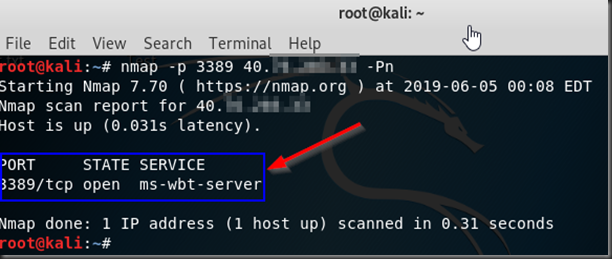 root@kali: ~
File Edit View Search Terminal Help
root@kali:~# nmap -p 3389 40. -Pn
Starting Nmap 7.70 ( https://nmap.org ) at 2019-06-05 00:08 EDT
Nmap scan report for 40.
Host is up (0.031s latency).
PORT STATE SERVICE
3389/tcp open ms-wbt-server
Nmap done: 1 IP address (1 host up) scanned in 0.31 seconds
root@kali:~#